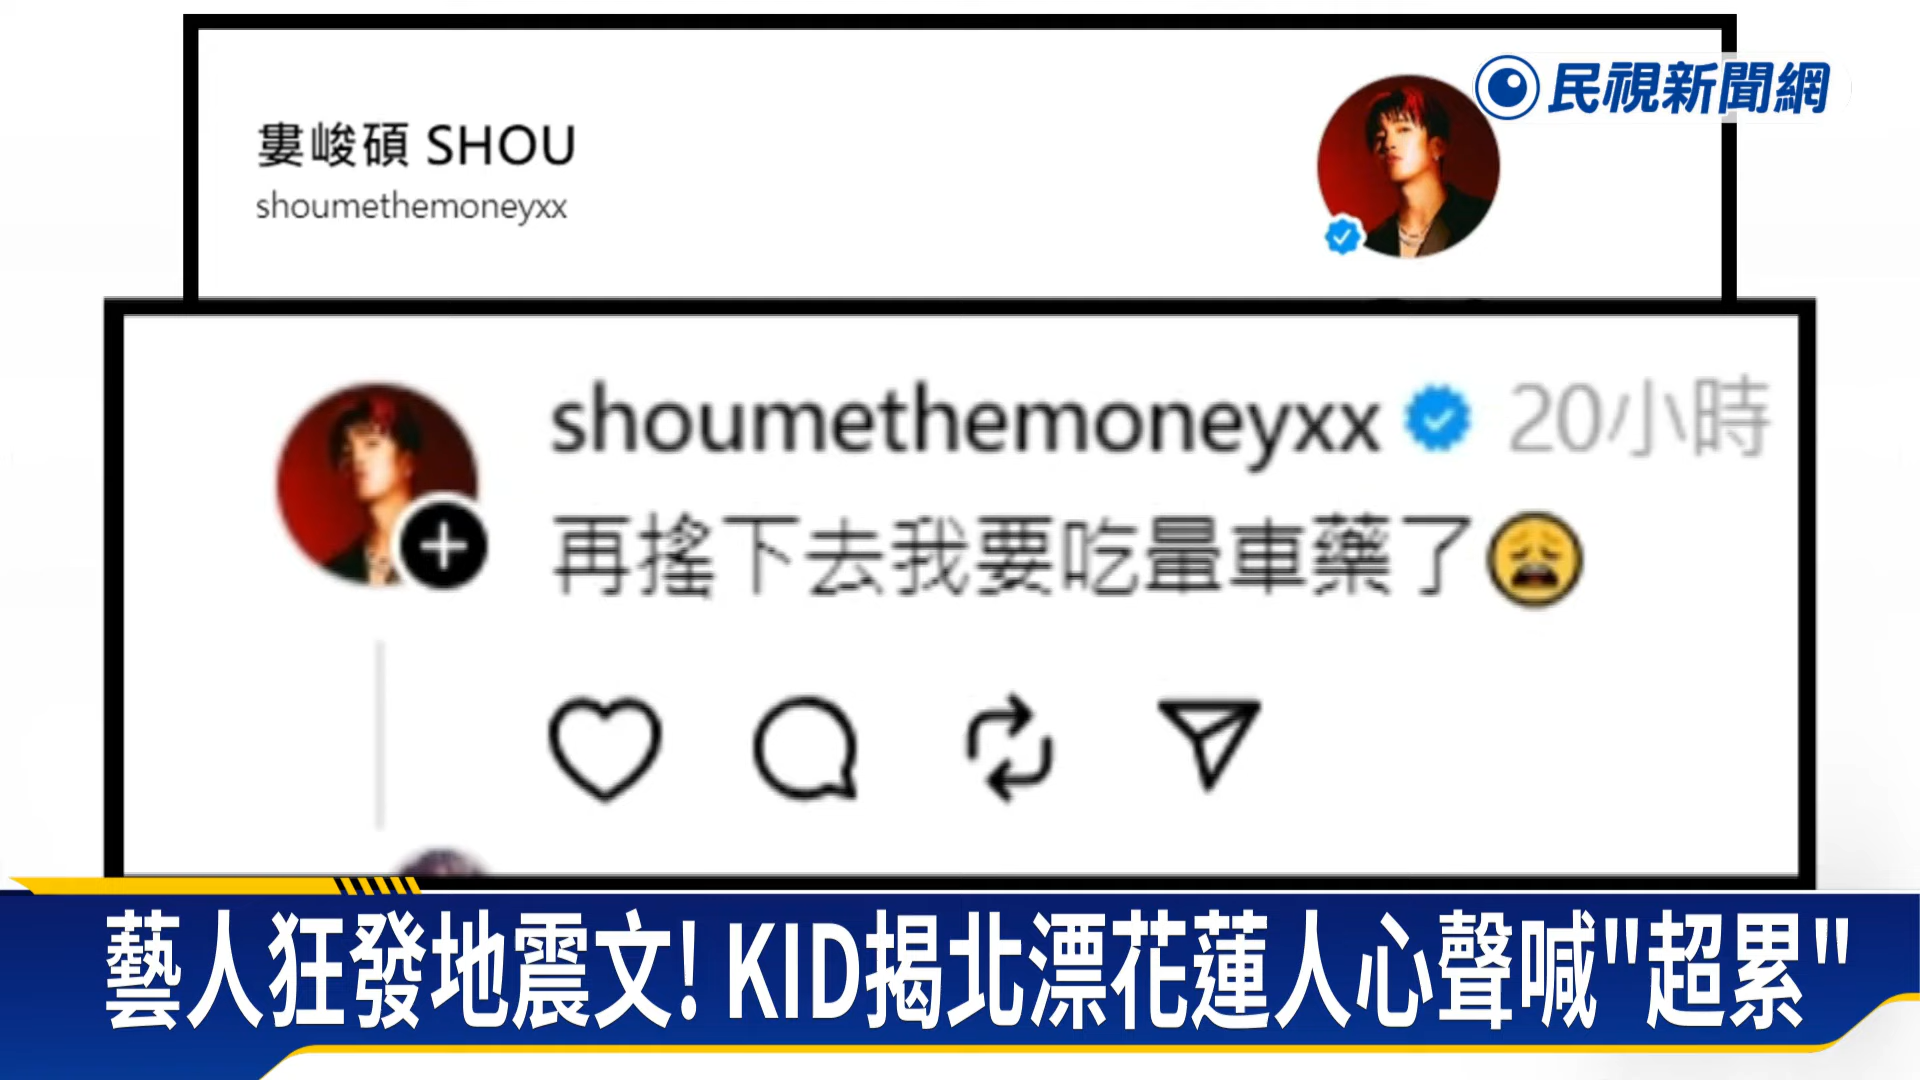 民視新聞網
婁峻碩 SHOU
shoumethemoneyxx
shoumethemoneyxx 20小時
再搖下去我要吃暈車藥了😩
藝人狂發地震文! KID揭北漂花蓮人心聲喊"超累"